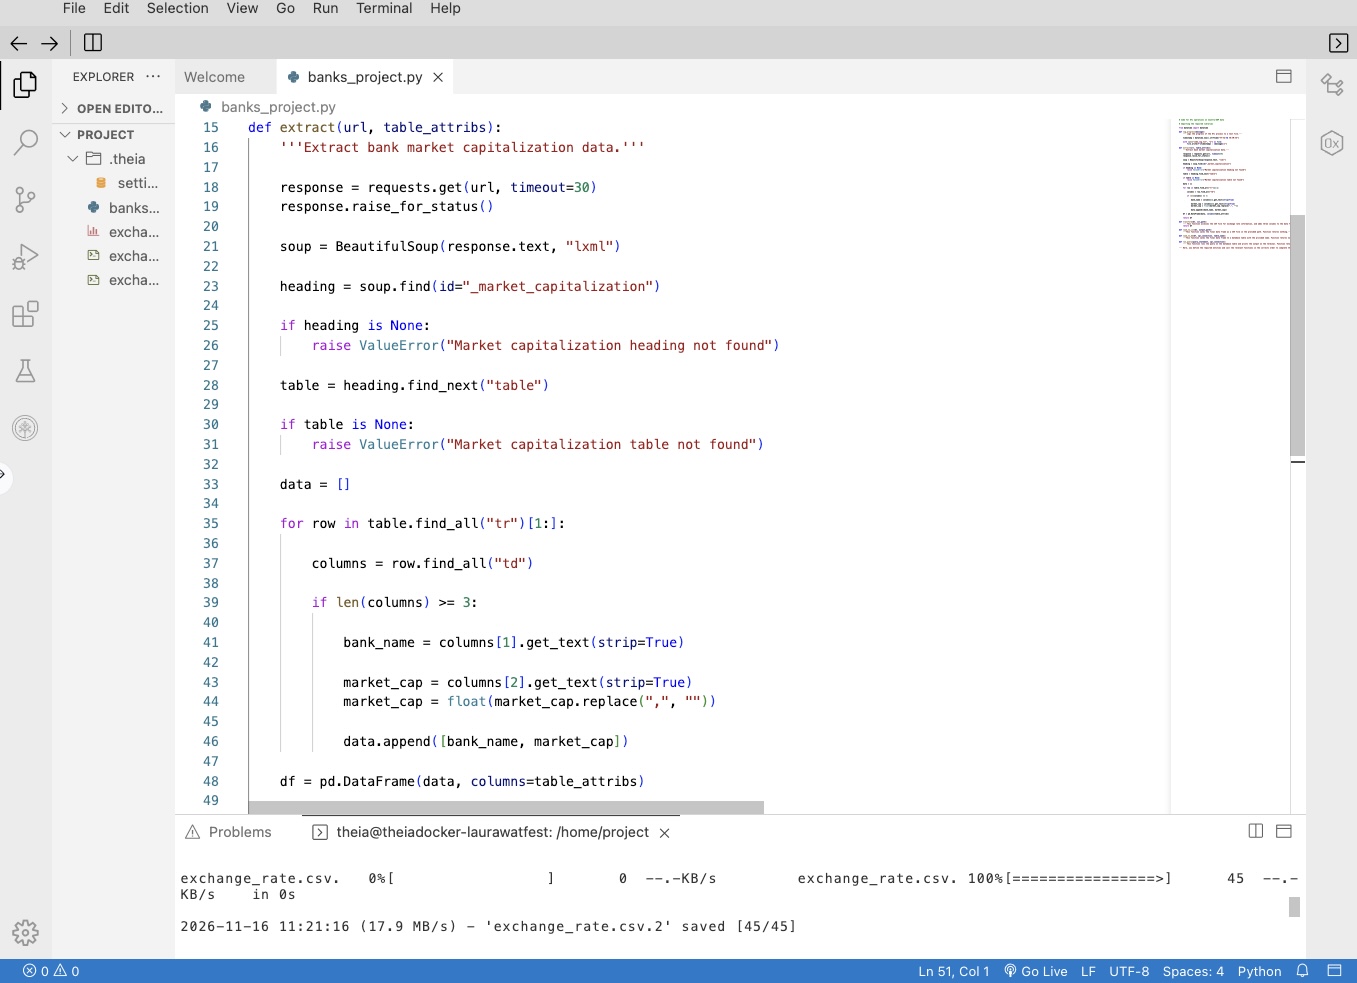 File Edit Selection View Go Run Terminal Help
EXPLORER ···
OPEN EDITO...
PROJECT
.theia
setti...
banks...
excha...
excha...
excha...
Welcome
banks_project.py
banks_project.py
15 def extract(url, table_attribs):
16 '''Extract bank market capitalization data.'''
17
18 response = requests.get(url, timeout=30)
19 response.raise_for_status()
20
21 soup = BeautifulSoup(response.text, "lxml")
22
23 heading = soup.find(id="_market_capitalization")
24
25 if heading is None:
26 raise ValueError("Market capitalization heading not found")
27
28 table = heading.find_next("table")
29
30 if table is None:
31 raise ValueError("Market capitalization table not found")
32
33 data = []
34
35 for row in table.find_all("tr")[1:]:
36
37 columns = row.find_all("td")
38
39 if len(columns) >= 3:
40
41 bank_name = columns[1].get_text(strip=True)
42
43 market_cap = columns[2].get_text(strip=True)
44 market_cap = float(market_cap.replace(",", ""))
45
46 data.append([bank_name, market_cap])
47
48 df = pd.DataFrame(data, columns=table_attribs)
49
Problems
theia@theiadocker-laurawatfest: /home/project
exchange_rate.csv. 0%[ ] 0 --.-KB/s exchange_rate.csv. 100%[================>] 45 --.-
KB/s in 0s
2026-11-16 11:21:16 (17.9 MB/s) – 'exchange_rate.csv.2' saved [45/45]
0 0 Ln 51, Col 1 Go Live LF UTF-8 Spaces: 4 Python
0x